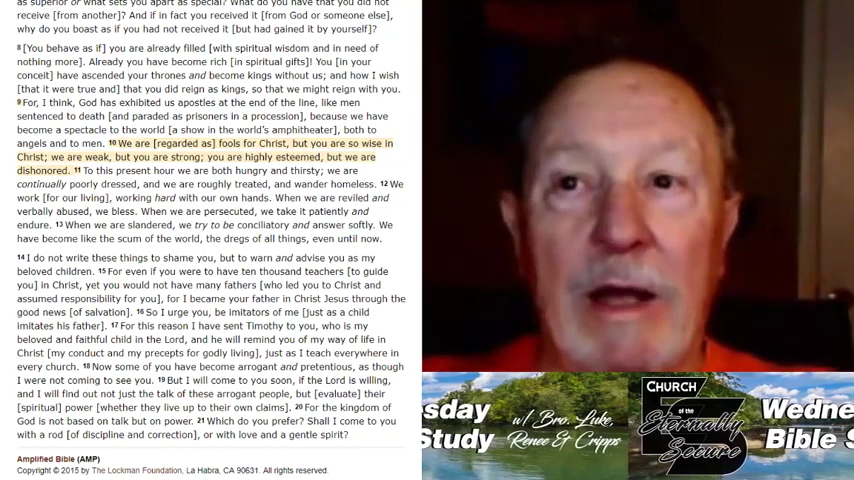 as superior or what sets you apart as special? What do you have that you did not
receive [from another]? And if in fact you received it [from God or someone else],
why do you boast as if you had not received it [but had gained it by yourself]?
8 [You behave as if] you are already filled [with spiritual wisdom and in need of
nothing more]. Already you have become rich [in spiritual gifts]! You [in your
conceit] have ascended your thrones and become kings without us; and how I wish
[that it were true and] that you did reign as kings, so that we might reign with you.
9 For, I think, God has exhibited us apostles at the end of the line, like men
sentenced to death [and paraded as prisoners in a procession], because we have
become a spectacle to the world [a show in the world's amphitheater], both to
angels and to men. 10 We are [regarded as] fools for Christ, but you are so wise in
Christ; we are weak, but you are strong; you are highly esteemed, but we are
dishonored. 11 To this present hour we are both hungry and thirsty; we are
continually poorly dressed, and we are roughly treated, and wander homeless. 12 We
work [for our living], working hard with our own hands. When we are reviled and
verbally abused, we bless. When we are persecuted, we take it patiently and
endure. 13 When we are slandered, we try to be conciliatory and answer softly. We
have become like the scum of the world, the dregs of all things, even until now.
14 I do not write these things to shame you, but to warn and advise you as my
beloved children. 15 For even if you were to have ten thousand teachers [to guide
you] in Christ, yet you would not have many fathers [who led you to Christ and
assumed responsibility for you], for I became your father in Christ Jesus through the
good news [of salvation]. 16 So I urge you, be imitators of me [just as a child
imitates his father]. 17 For this reason I have sent Timothy to you, who is my
beloved and faithful child in the Lord, and he will remind you of my way of life in
Christ [my conduct and my precepts for godly living], just as I teach everywhere in
every church. 18 Now some of you have become arrogant and pretentious, as though
I were not coming to see you. 19 But I will come to you soon, if the Lord is willing,
and I will find out not just the talk of these arrogant people, but [evaluate] their
[spiritual] power [whether they live up to their own claims]. 20 For the kingdom of
God is not based on talk but on power. 21 Which do you prefer? Shall I come to you
with a rod [of discipline and correction], or with love and a gentle spirit?
Amplified Bible (AMP)
Copyright © 2015 by The Lockman Foundation, La Habra, CA 90631. All rights reserved.
sday
Study
w/ Bro. Luke,
Renee & Cripps
CHURCH
of the
Eternally
Secure
Wedne
Bible S